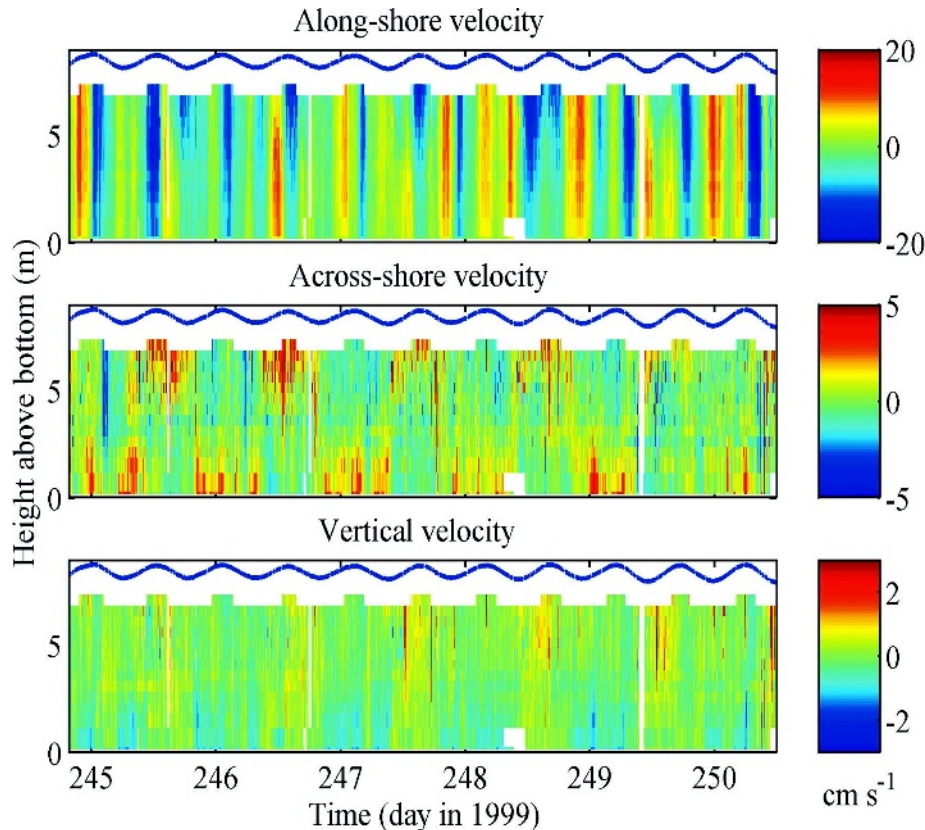 Along-shore velocity
20
0
-20
5
0
Across-shore velocity
5
0
-5
5
0
Height above bottom (m)
Vertical velocity
2
0
-2
5
0
245 246 247 248 249 250
Time (day in 1999)
cm s⁻¹